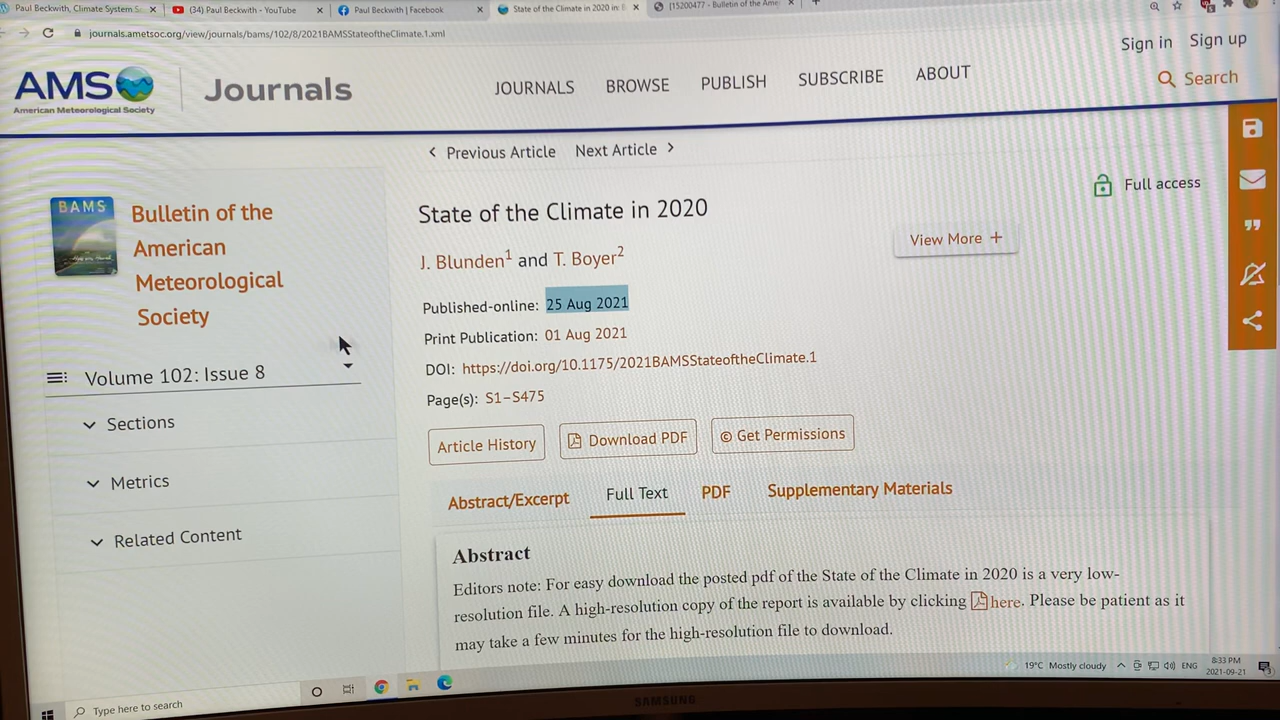 Paul Beckwith, Climate System Sc
(34) Paul Beckwith - YouTube
Paul Beckwith | Facebook
State of the Climate in 2020 in: B
[15200477 - Bulletin of the Ame
journals.ametsoc.org/view/journals/bams/102/8/2021BAMSStateoftheClimate.1.xml
Sign in Sign up
AMS
American Meteorological Society
Journals
JOURNALS BROWSE PUBLISH SUBSCRIBE ABOUT
Search
< Previous Article Next Article >
Full access
BAMS
Bulletin of the
American
Meteorological
Society
State of the Climate in 2020
View More +
J. Blunden1 and T. Boyer2
Published-online: 25 Aug 2021
Print Publication: 01 Aug 2021
DOI: https://doi.org/10.1175/2021BAMSStateoftheClimate.1
Page(s): S1–S475
Volume 102: Issue 8
Sections
Metrics
Related Content
Article History Download PDF © Get Permissions
Abstract/Excerpt Full Text PDF Supplementary Materials
Abstract
Editors note: For easy download the posted pdf of the State of the Climate in 2020 is a very low-
resolution file. A high-resolution copy of the report is available by clicking here. Please be patient as it
may take a few minutes for the high-resolution file to download.
Type here to search
19°C Mostly cloudy ENG 8:33 PM
2021-09-21
SAMSUNG